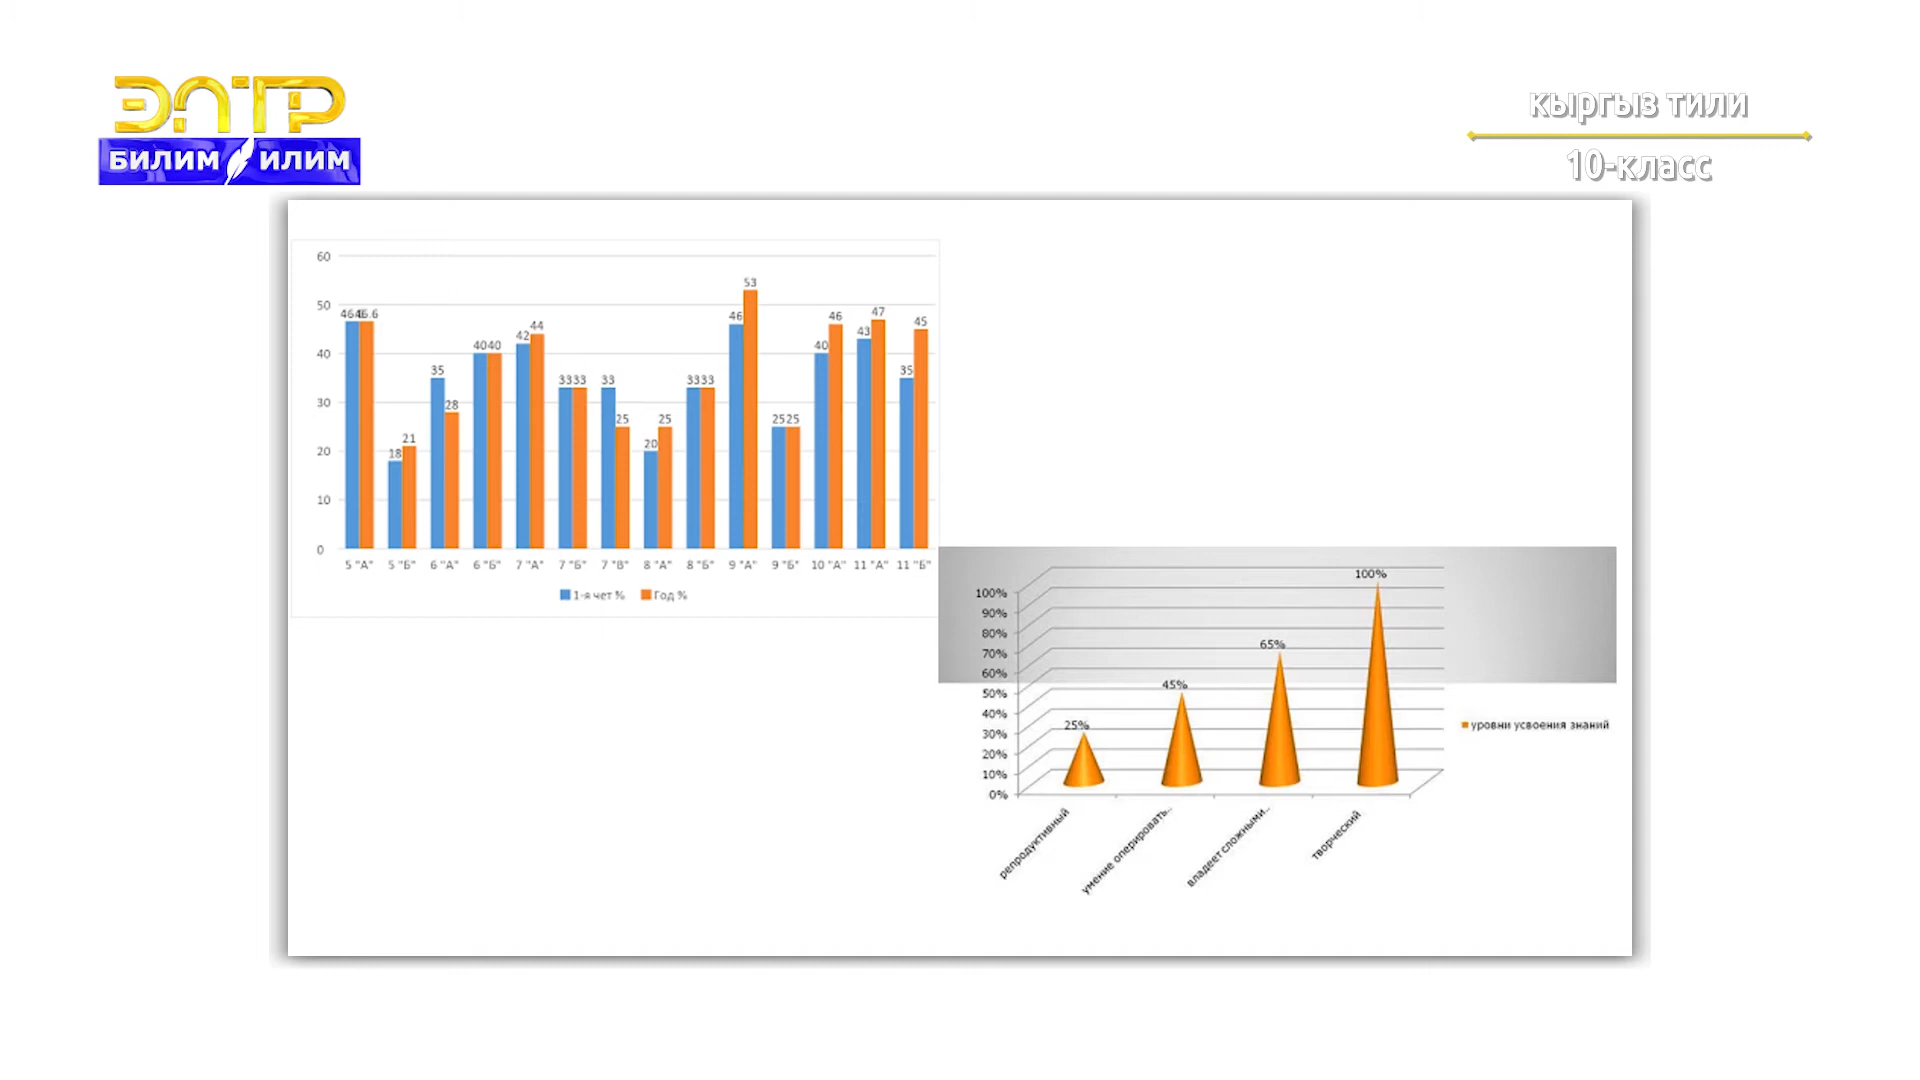 ЭЛТР
БИЛИМ ИЛИМ
кыргыз тили
10-класс
60
50
40
30
20
10
0
46.6 18 21 35 28 40 40 42 44 33 33 33 25 20 25 33 33 46 53 25 25 40 46 43 47 35 45
5 "А" 5 "Б" 6 "А" 6 "Б" 7 "А" 7 "Б" 7 "В" 8 "А" 8 "Б" 9 "А" 9 "Б" 10 "А" 11 "А" 11 "Б"
1-я чет % Год %
100%
90%
80%
70%
60%
50%
40%
30%
20%
10%
0%
25% 45% 65% 100%
репродуктивный
умение оперировать..
владеет сложными..
творческий
уровни усвоения знаний